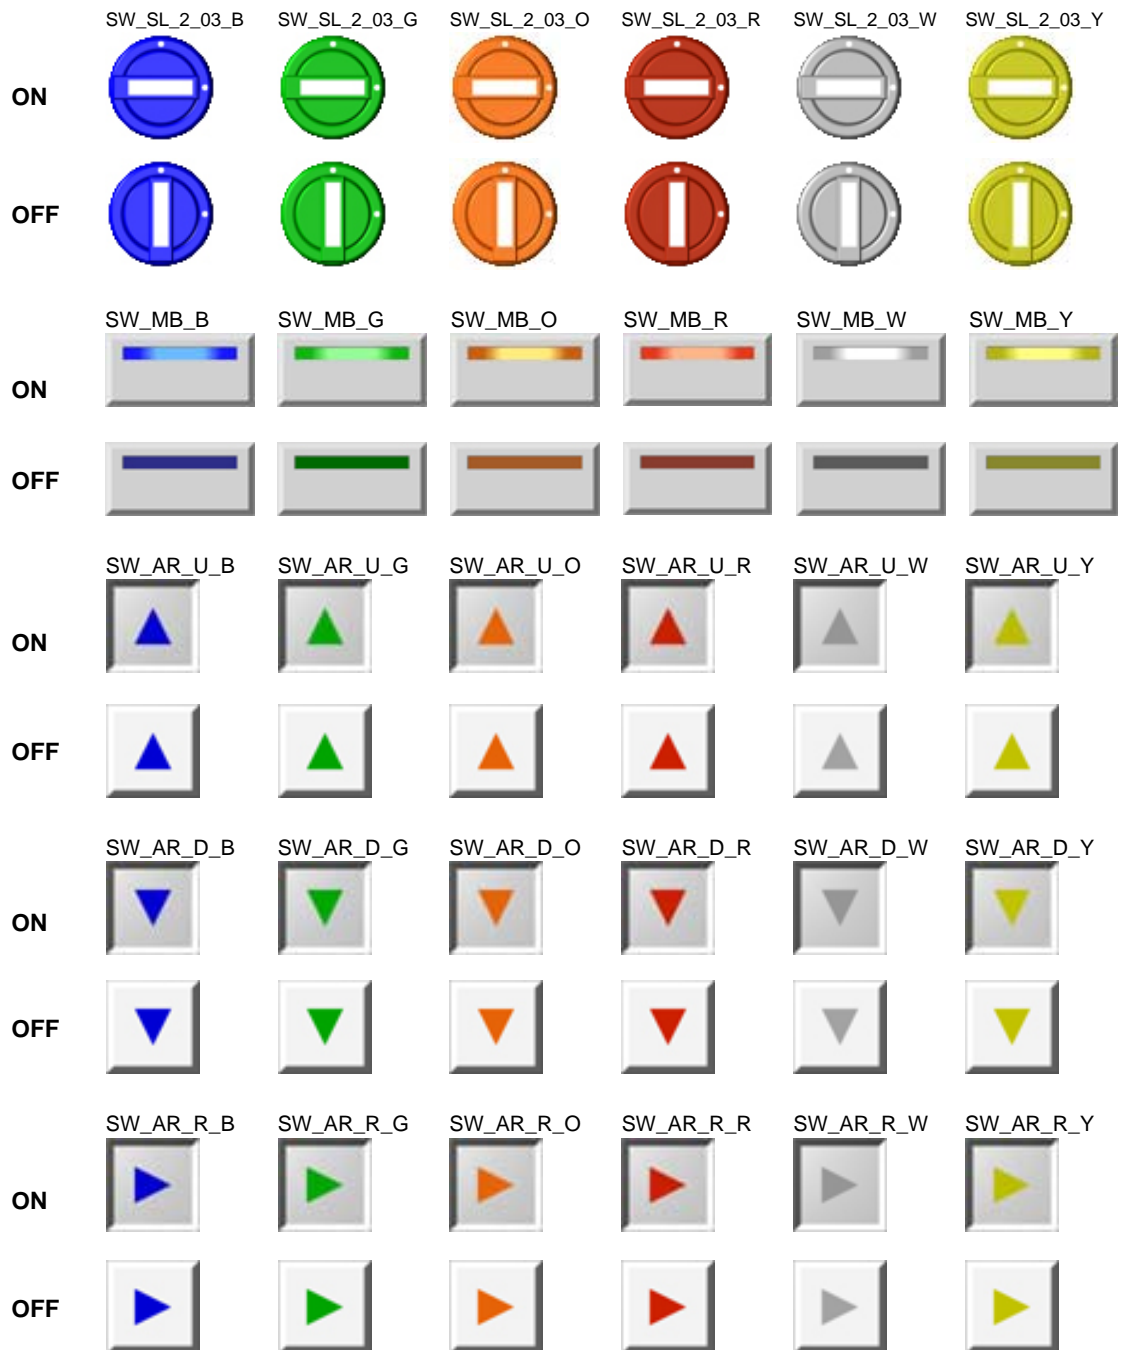 SW_SL_2_03_B SW_SL_2_03_G SW_SL_2_03_O SW_SL_2_03_R SW_SL_2_03_W SW_SL_2_03_Y
ON
OFF
SW_MB_B SW_MB_G SW_MB_O SW_MB_R SW_MB_W SW_MB_Y
ON
OFF
SW_AR_U_B SW_AR_U_G SW_AR_U_O SW_AR_U_R SW_AR_U_W SW_AR_U_Y
ON
OFF
SW_AR_D_B SW_AR_D_G SW_AR_D_O SW_AR_D_R SW_AR_D_W SW_AR_D_Y
ON
OFF
SW_AR_R_B SW_AR_R_G SW_AR_R_O SW_AR_R_R SW_AR_R_W SW_AR_R_Y
ON
OFF